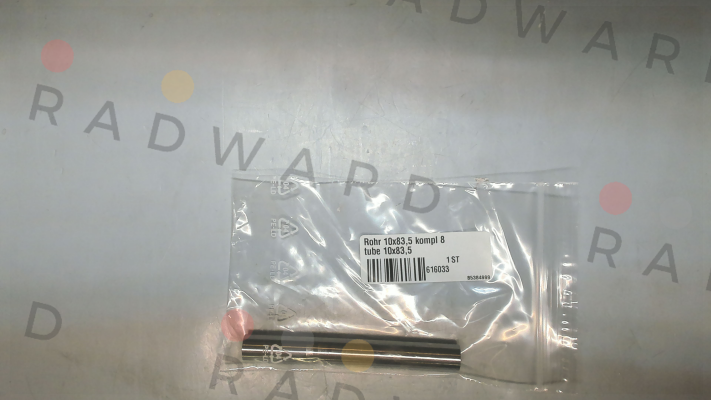 RADWARD
RADWARD
Rohr 10x83,5 kompl 8
tube 10x83,5
1 ST
616033
RADWARD
D
RADWARD